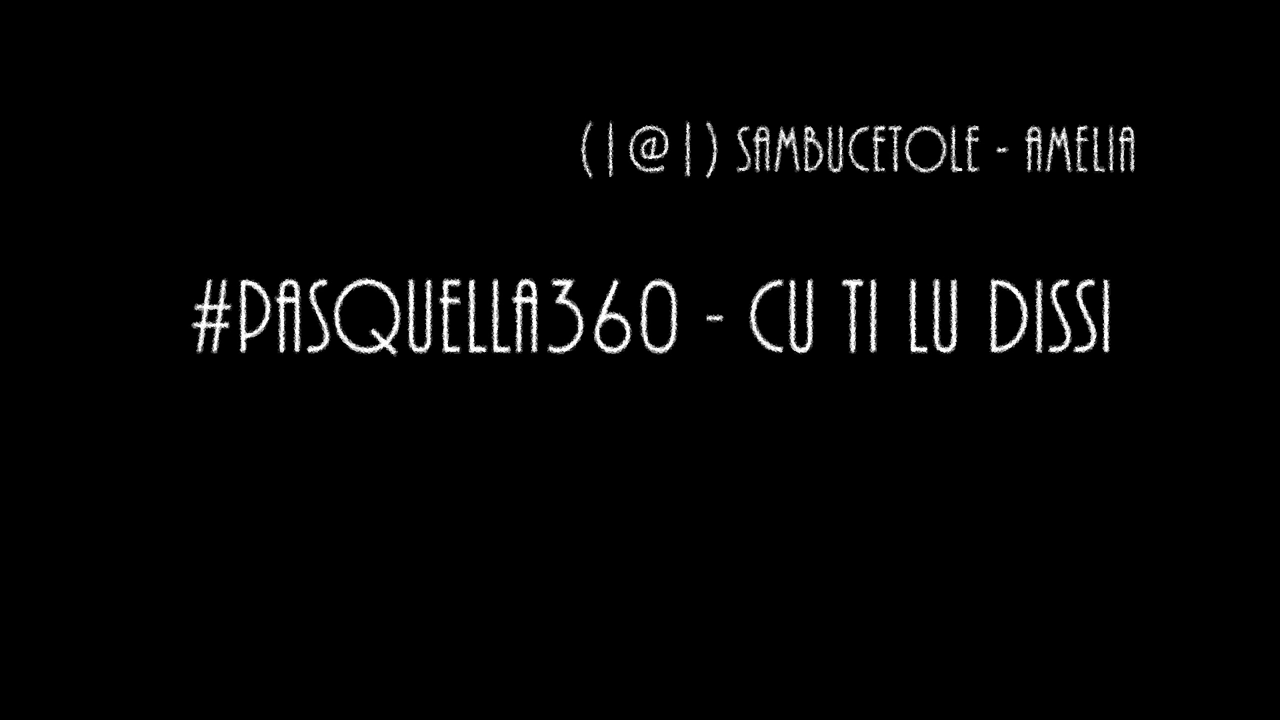 (|@|) SAMBUCETOLE - AMELIA
#PASQUELLA360 - CU TI LU DISSI